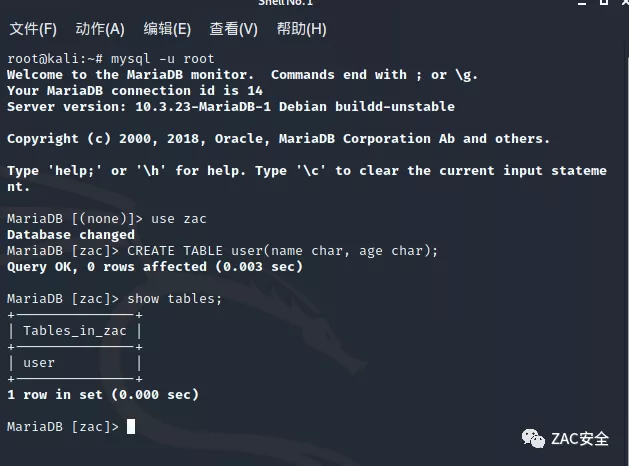 Shell No.1
文件(F) 动作(A) 编辑(E) 查看(V) 帮助(H)
root@kali:~# mysql -u root
Welcome to the MariaDB monitor.  Commands end with ; or \g.
Your MariaDB connection id is 14
Server version: 10.3.23-MariaDB-1 Debian buildd-unstable
Copyright (c) 2000, 2018, Oracle, MariaDB Corporation Ab and others.
Type 'help;' or '\h' for help. Type '\c' to clear the current input stateme
nt.
MariaDB [(none)]> use zac
Database changed
MariaDB [zac]> CREATE TABLE user(name char, age char);
Query OK, 0 rows affected (0.003 sec)
MariaDB [zac]> show tables;
+---------------+
| Tables_in_zac |
+---------------+
| user          |
+---------------+
1 row in set (0.000 sec)
MariaDB [zac]>
ZAC安全